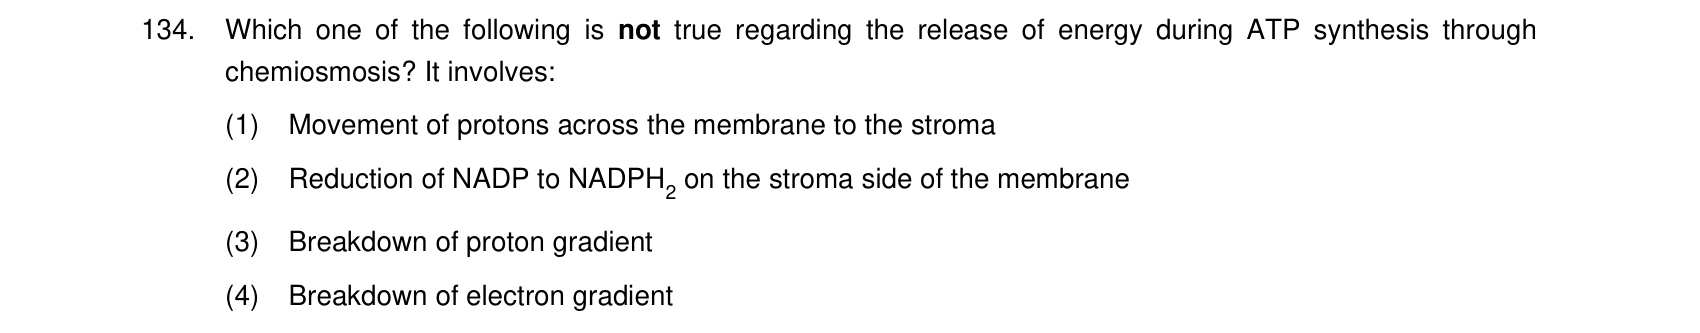 134. Which one of the following is not true regarding the release of energy during ATP synthesis through
chemiosmosis? It involves:
(1) Movement of protons across the membrane to the stroma
(2) Reduction of NADP to NADPH₂ on the stroma side of the membrane
(3) Breakdown of proton gradient
(4) Breakdown of electron gradient